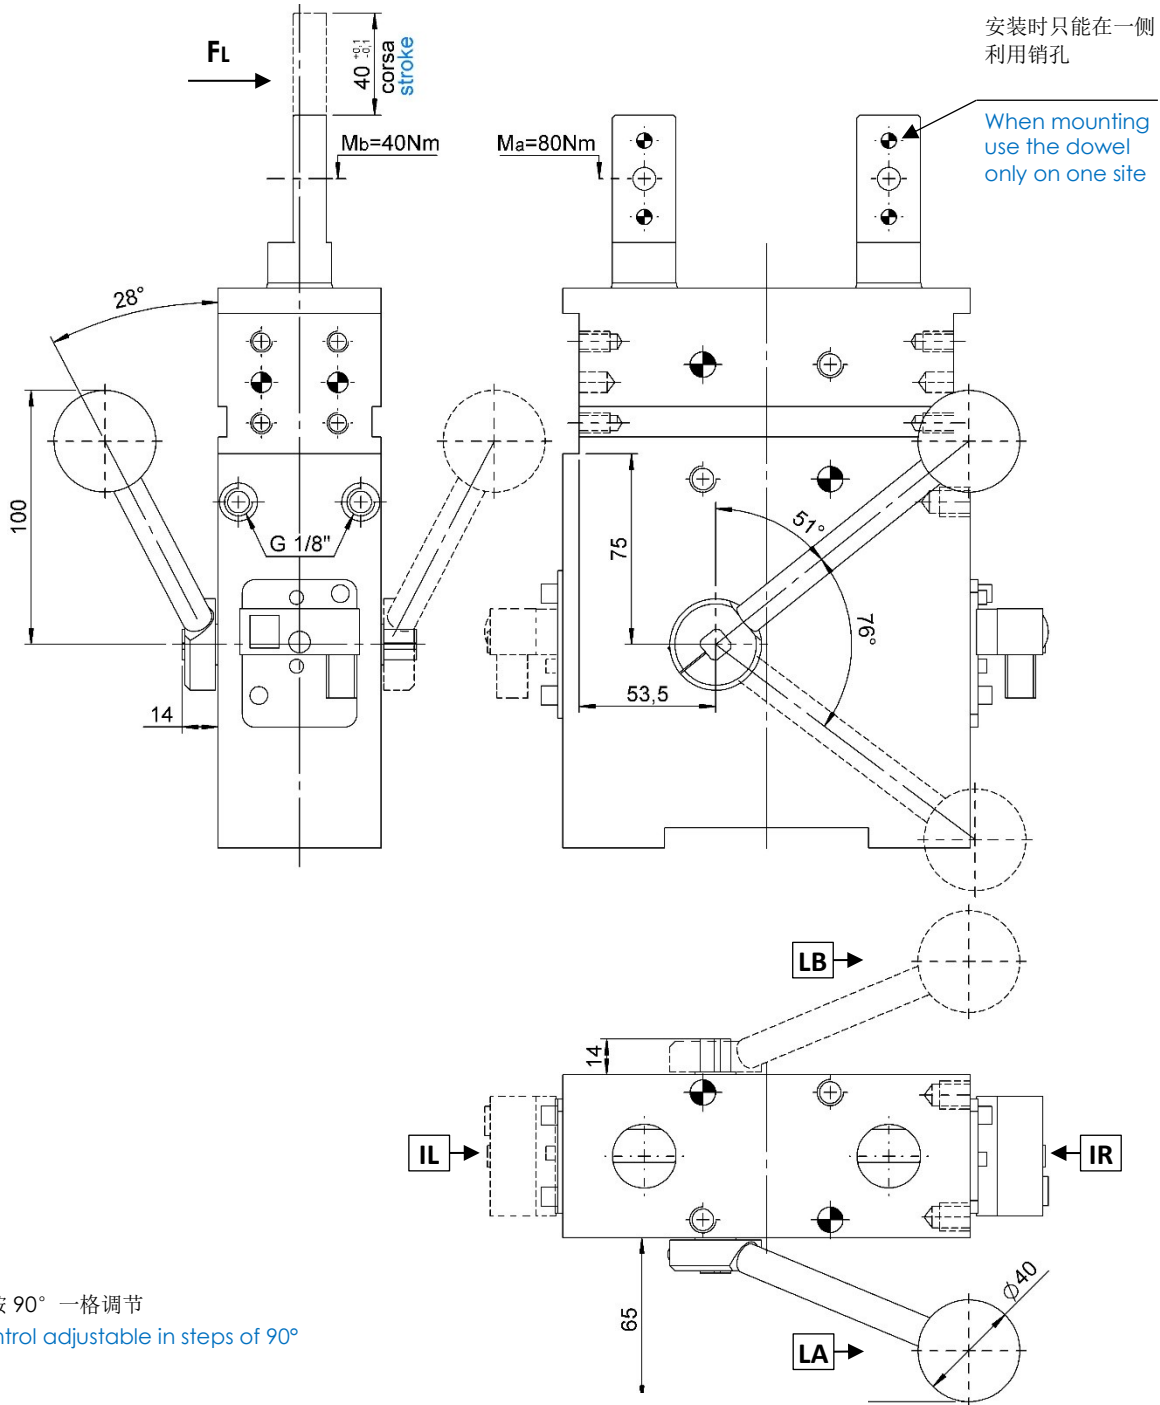 安装时只能在一侧
利用销孔
When mounting
use the dowel
only on one site
FL
40 +0,1 -0,1
corsa
stroke
Mb=40Nm
Ma=80Nm
28°
100
G 1/8"
14
51°
75
76°
53,5
LB
14
IL
IR
65
Ø40
LA
90° 一格调节
ntrol adjustable in steps of 90°